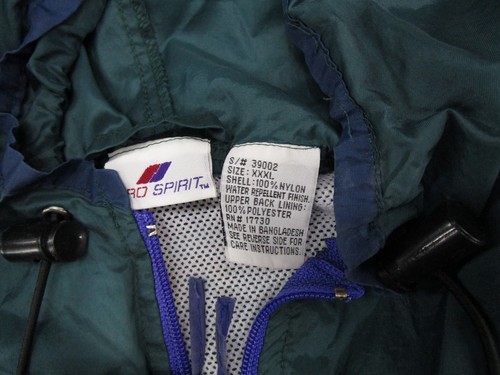 RO SPIRIT™
S/# 39002
SIZE: XXXL
SHELL: 100% NYLON
WATER REPELLENT FINISH.
UPPER BACK LINING:
100% POLYESTER
RN# 17730
MADE IN BANGLADESH
SEE REVERSE SIDE FOR
CARE INSTRUCTIONS.